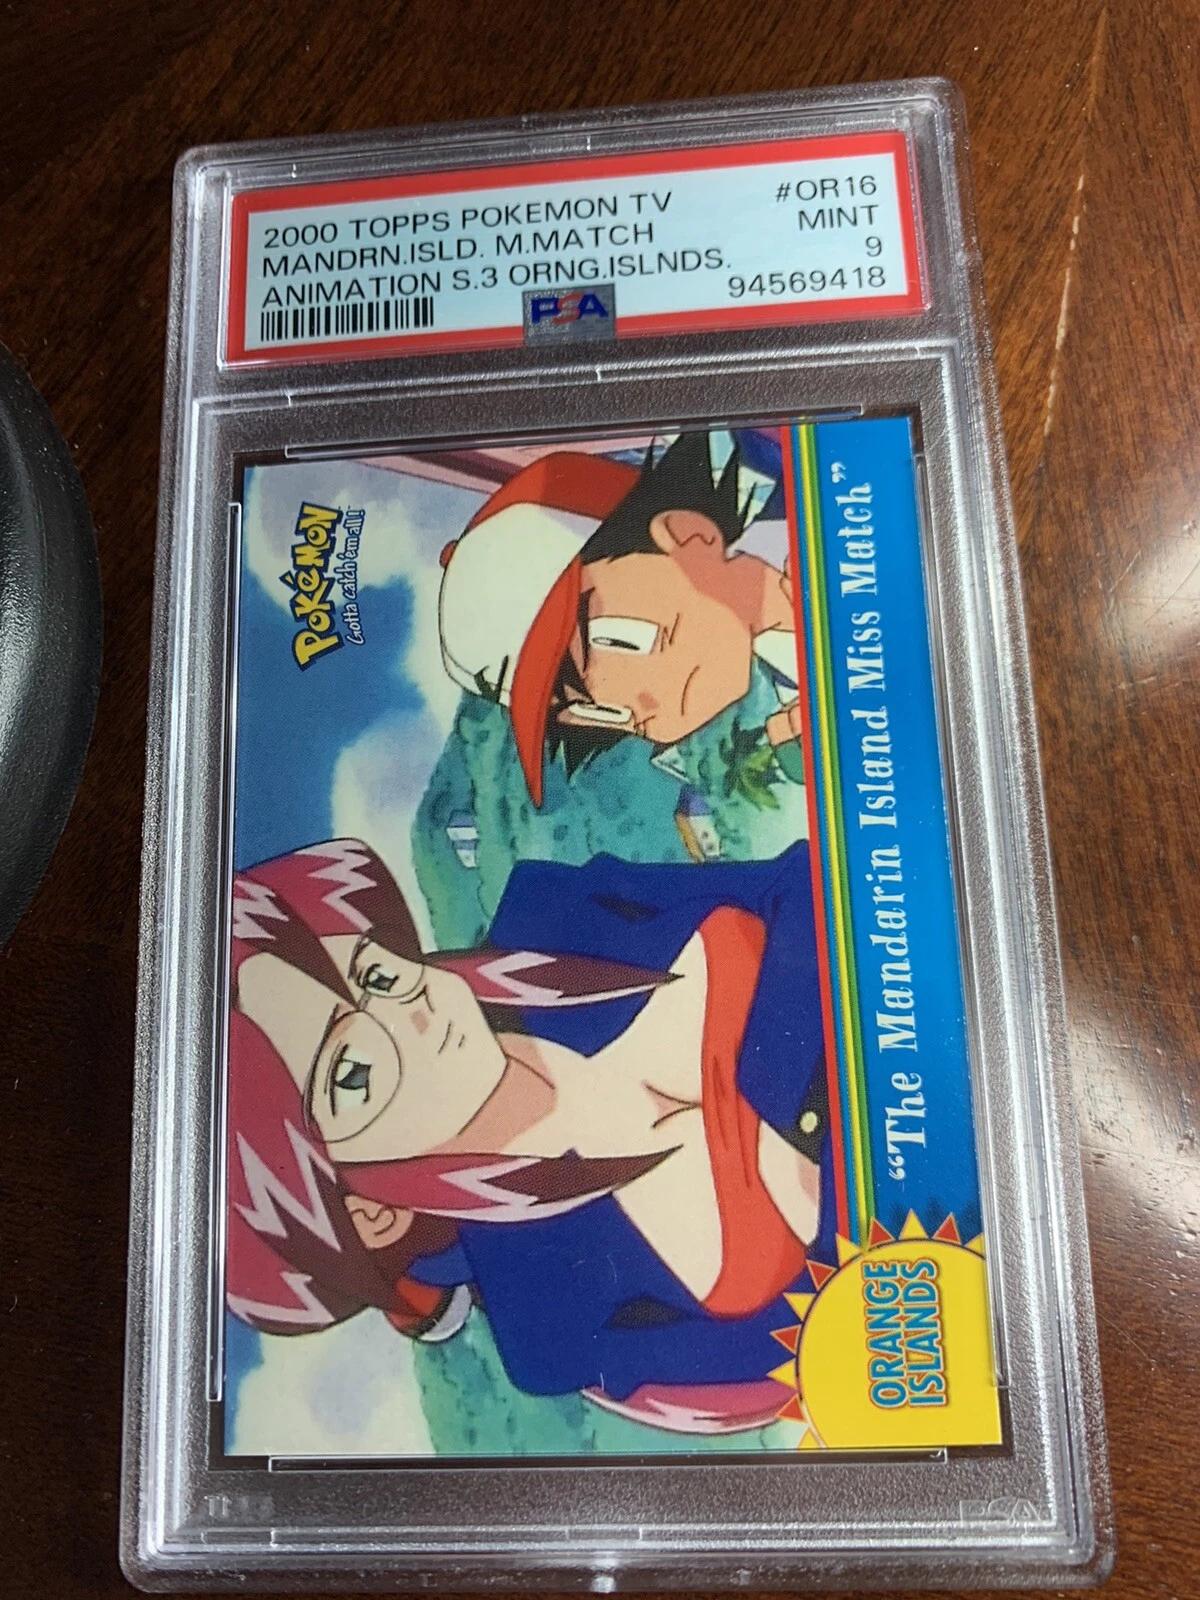 2000 TOPPS POKEMON TV #OR16
MANDRN.ISLD. M.MATCH MINT
ANIMATION S.3 ORNG.ISLNDS. 9
94569418
PSA
POKéMON
Gotta catch 'em all!
"The Mandarin Island Miss Match"
ORANGE
ISLANDS
PSA